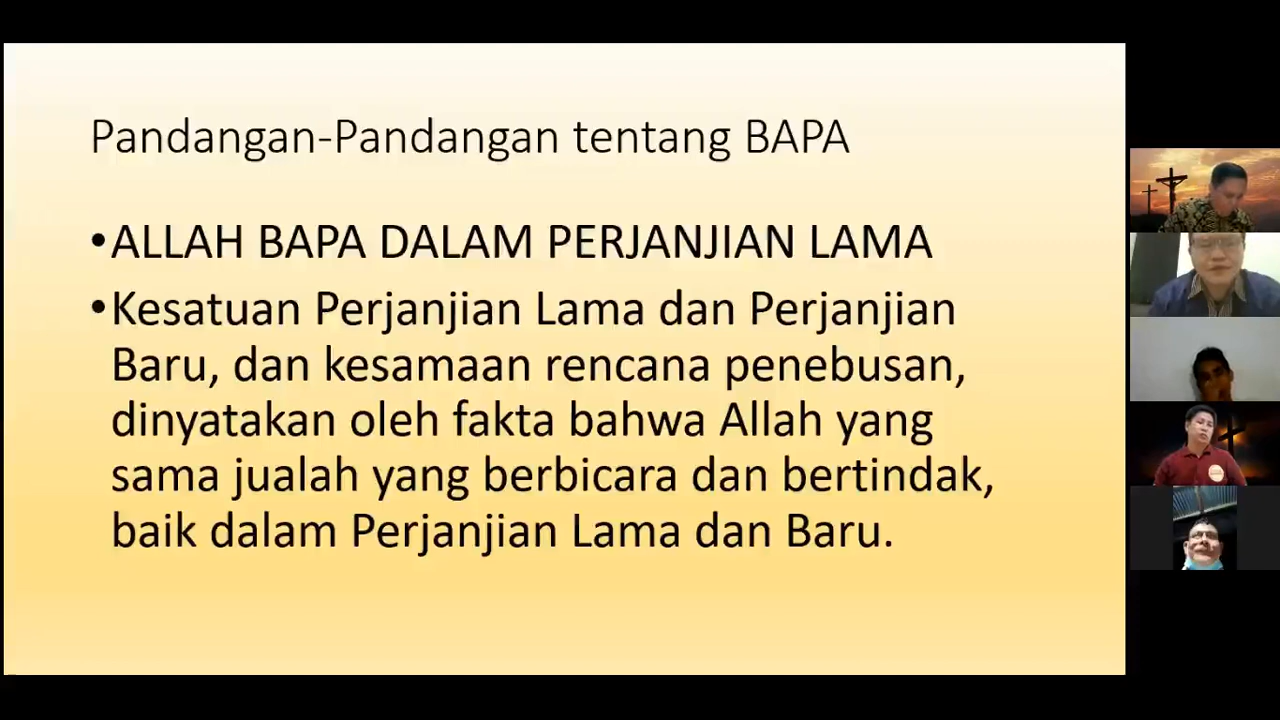 Pandangan-Pandangan tentang BAPA
•ALLAH BAPA DALAM PERJANJIAN LAMA
•Kesatuan Perjanjian Lama dan Perjanjian
Baru, dan kesamaan rencana penebusan,
dinyatakan oleh fakta bahwa Allah yang
sama jualah yang berbicara dan bertindak,
baik dalam Perjanjian Lama dan Baru.